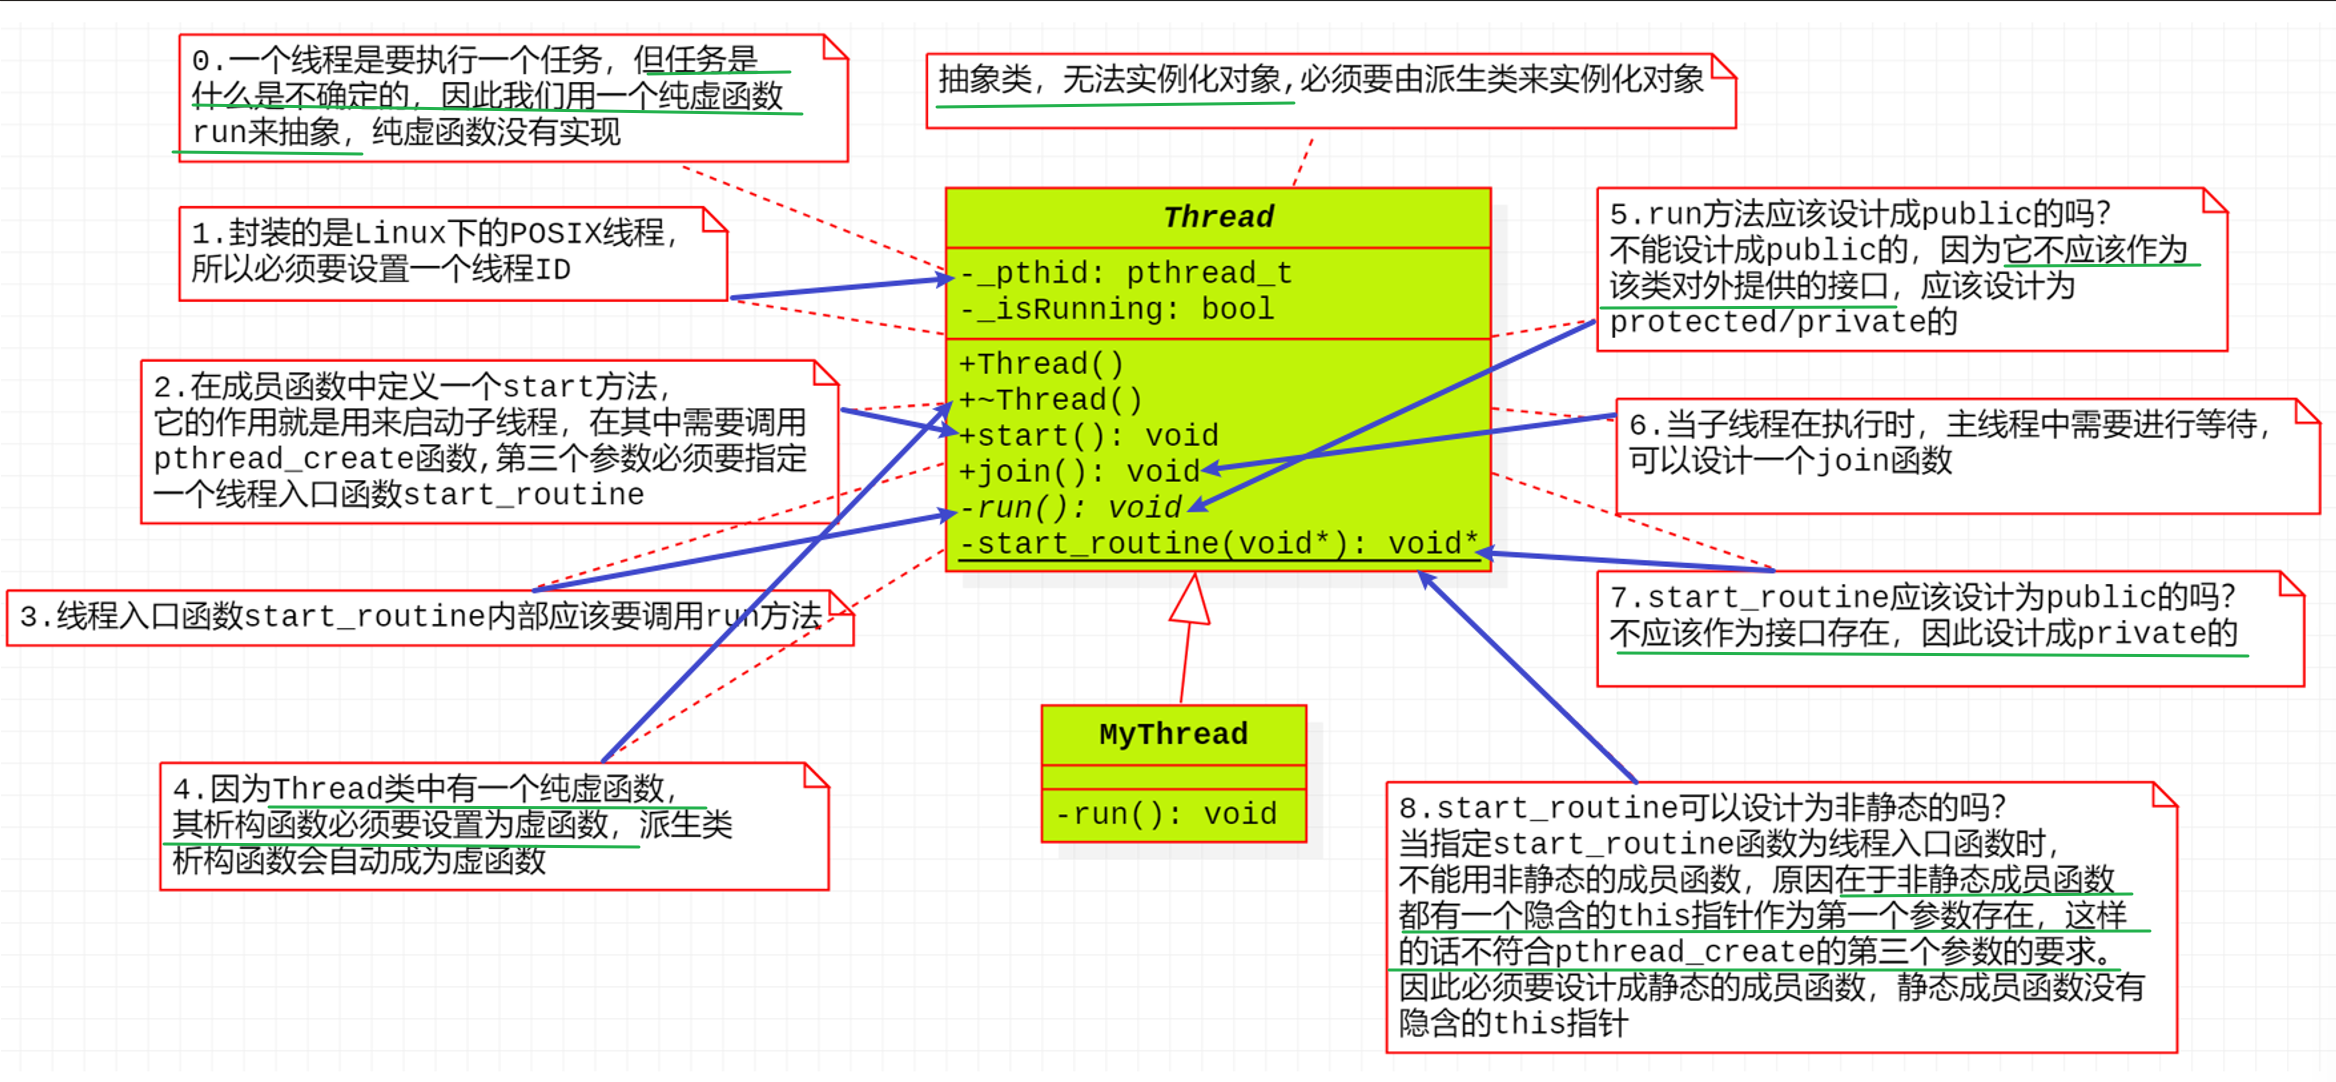 0.一个线程是要执行一个任务，但任务是
什么是不确定的，因此我们用一个纯虚函数
run来抽象，纯虚函数没有实现
抽象类，无法实例化对象,必须要由派生类来实例化对象
1.封装的是Linux下的POSIX线程，
所以必须要设置一个线程ID
2.在成员函数中定义一个start方法，
它的作用就是用来启动子线程，在其中需要调用
pthread_create函数,第三个参数必须要指定
一个线程入口函数start_routine
3.线程入口函数start_routine内部应该要调用run方法
4.因为Thread类中有一个纯虚函数，
其析构函数必须要设置为虚函数，派生类
析构函数会自动成为虚函数
Thread
-_pthid: pthread_t
-_isRunning: bool
+Thread()
+~Thread()
+start(): void
+join(): void
-run(): void
-start_routine(void*): void*
MyThread
-run(): void
5.run方法应该设计成public的吗？
不能设计成public的，因为它不应该作为
该类对外提供的接口，应该设计为
protected/private的
6.当子线程在执行时，主线程中需要进行等待，
可以设计一个join函数
7.start_routine应该设计为public的吗？
不应该作为接口存在，因此设计成private的
8.start_routine可以设计为非静态的吗？
当指定start_routine函数为线程入口函数时，
不能用非静态的成员函数，原因在于非静态成员函数
都有一个隐含的this指针作为第一个参数存在，这样
的话不符合pthread_create的第三个参数的要求。
因此必须要设计成静态的成员函数，静态成员函数没有
隐含的this指针